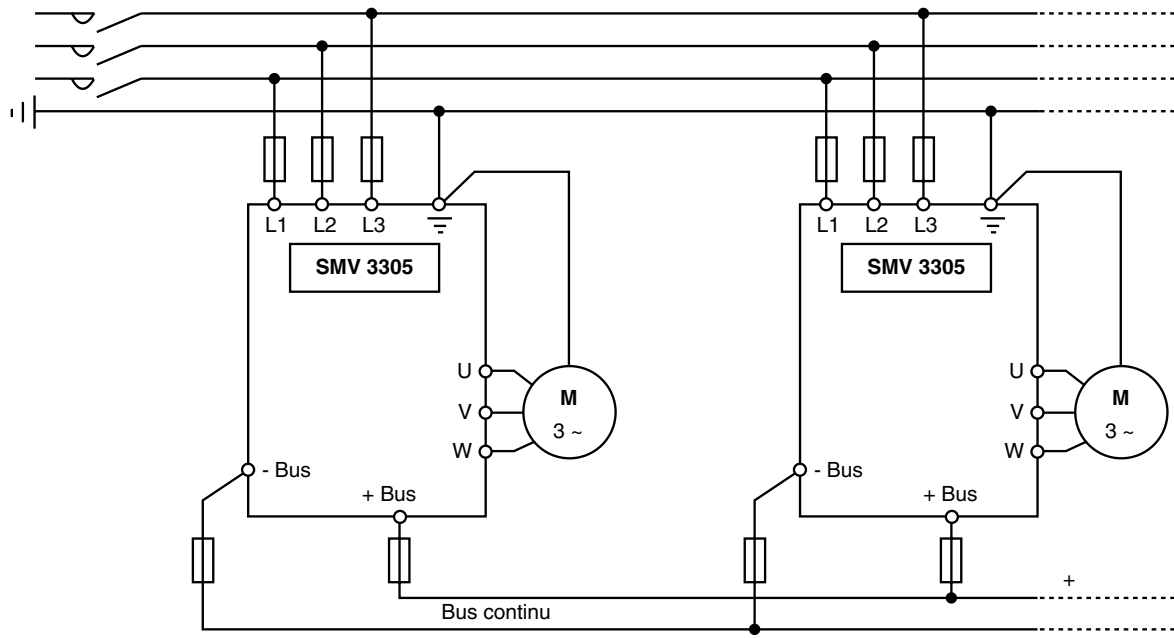 L1 L2 L3 L1 L2 L3
SMV 3305 SMV 3305
U U
M M
V V
3 ~ 3 ~
W W
- Bus - Bus
+ Bus + Bus
+
Bus continu